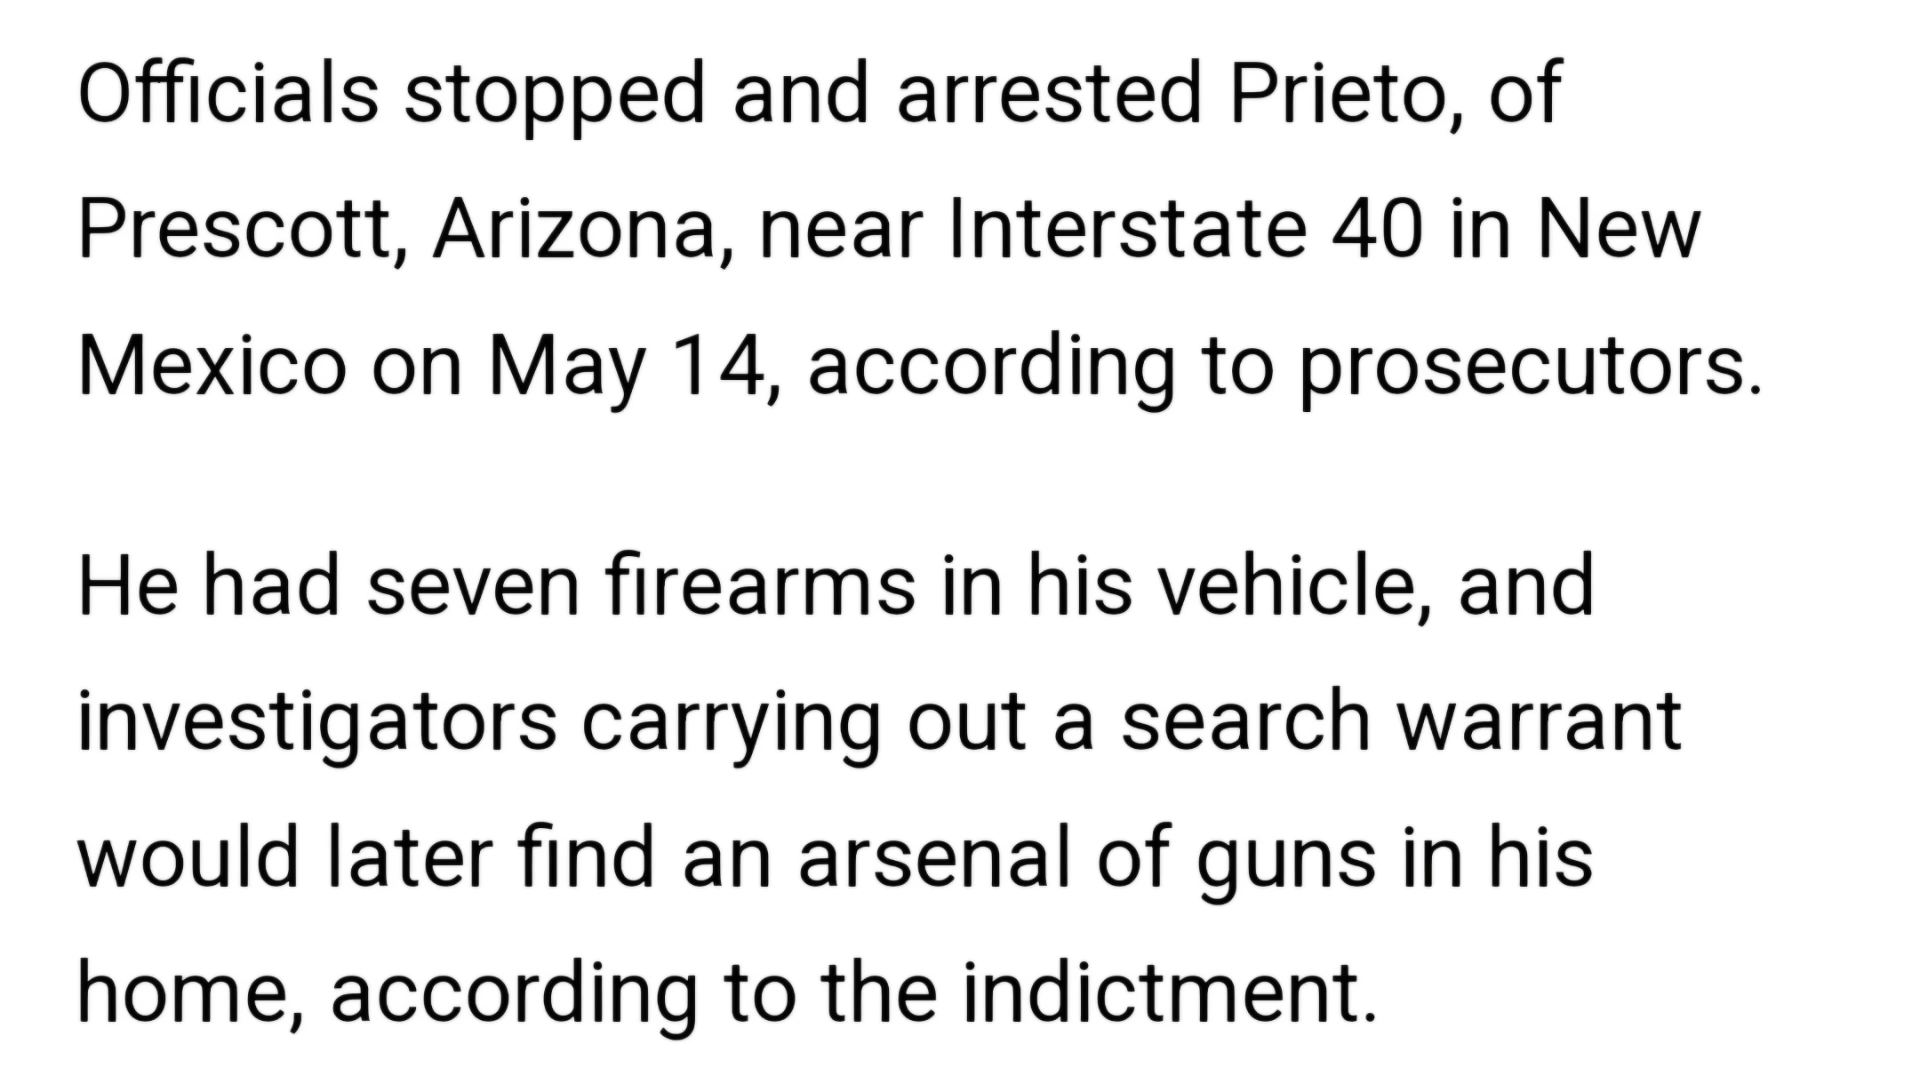 Officials stopped and arrested Prieto, of
Prescott, Arizona, near Interstate 40 in New
Mexico on May 14, according to prosecutors.
He had seven firearms in his vehicle, and
investigators carrying out a search warrant
would later find an arsenal of guns in his
home, according to the indictment.